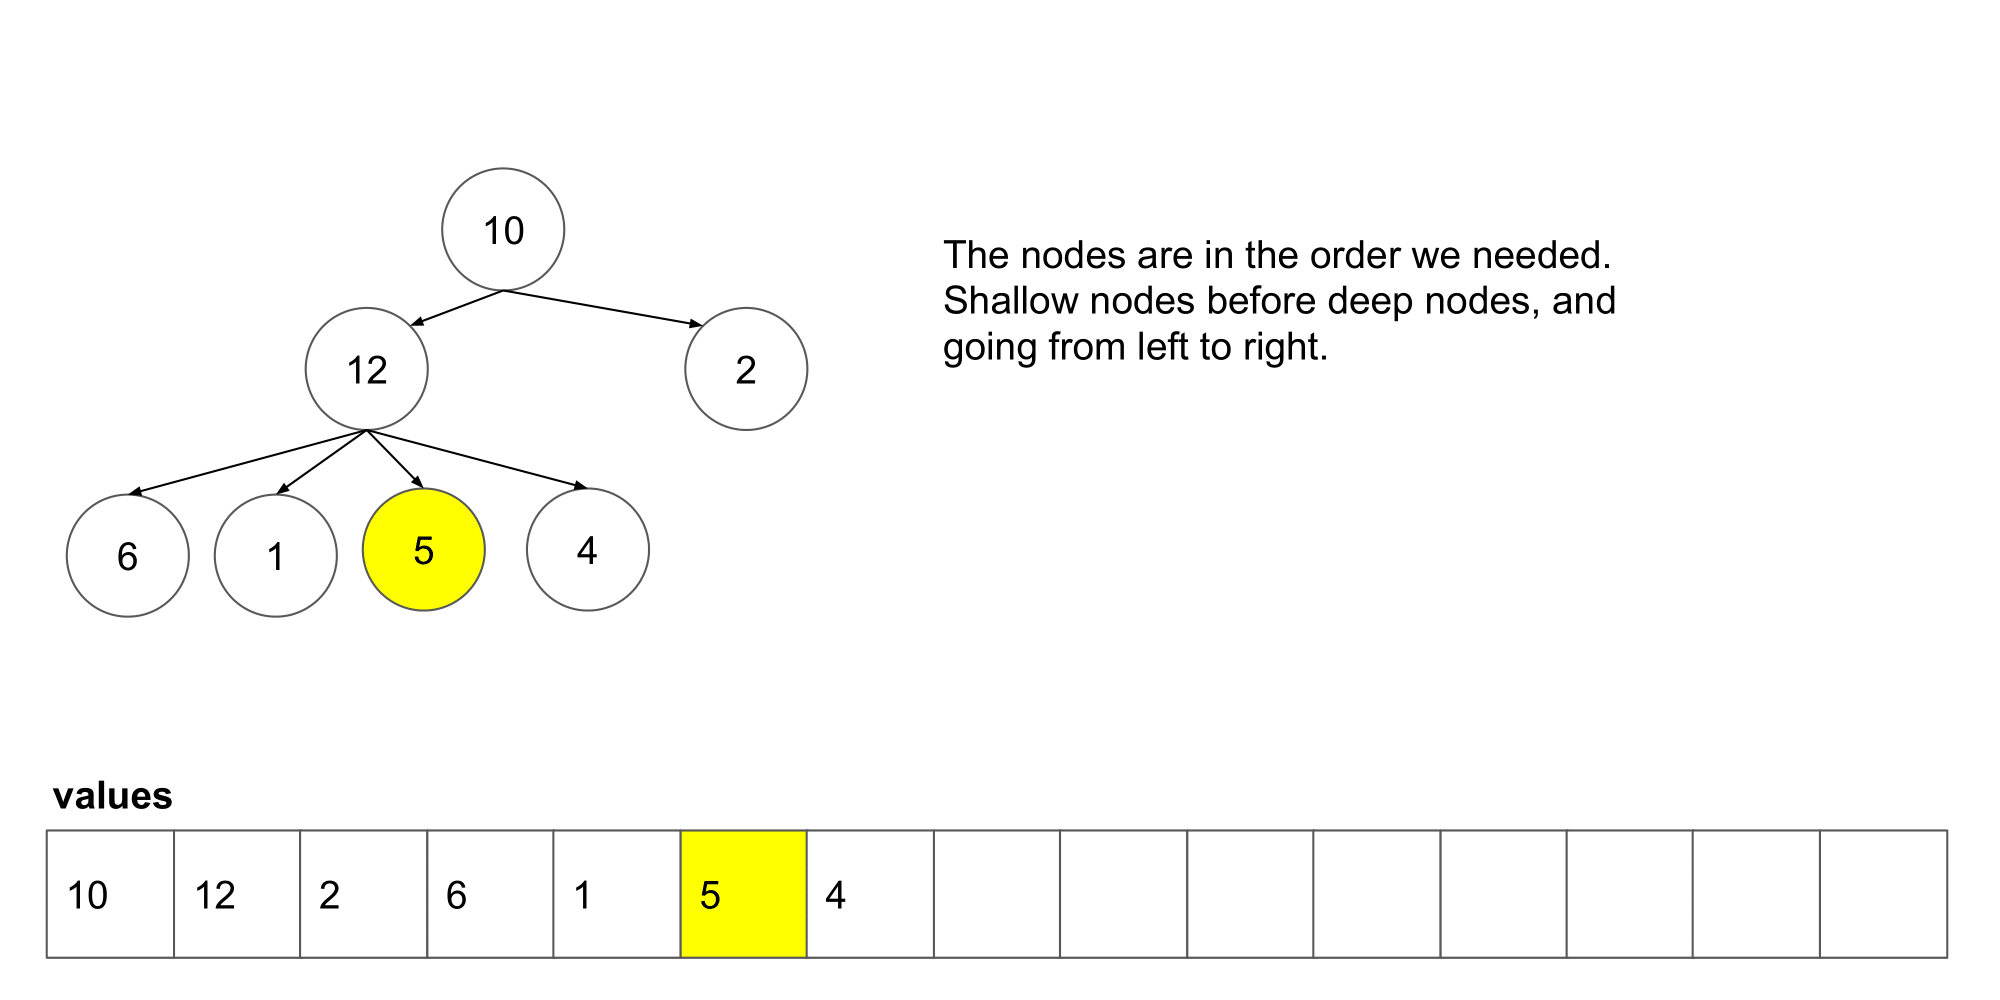 10
The nodes are in the order we needed.
Shallow nodes before deep nodes, and
going from left to right.
12 2
6 1 5 4
values
10 12 2 6 1 5 4